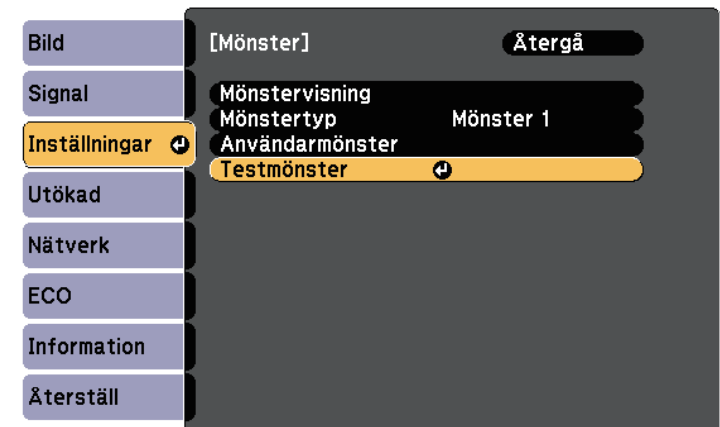 Bild
Signal
Inställningar
Utökad
Nätverk
ECO
Information
Återställ
[Mönster] Återgå
Mönstervisning
Mönstertyp Mönster 1
Användarmönster
Testmönster